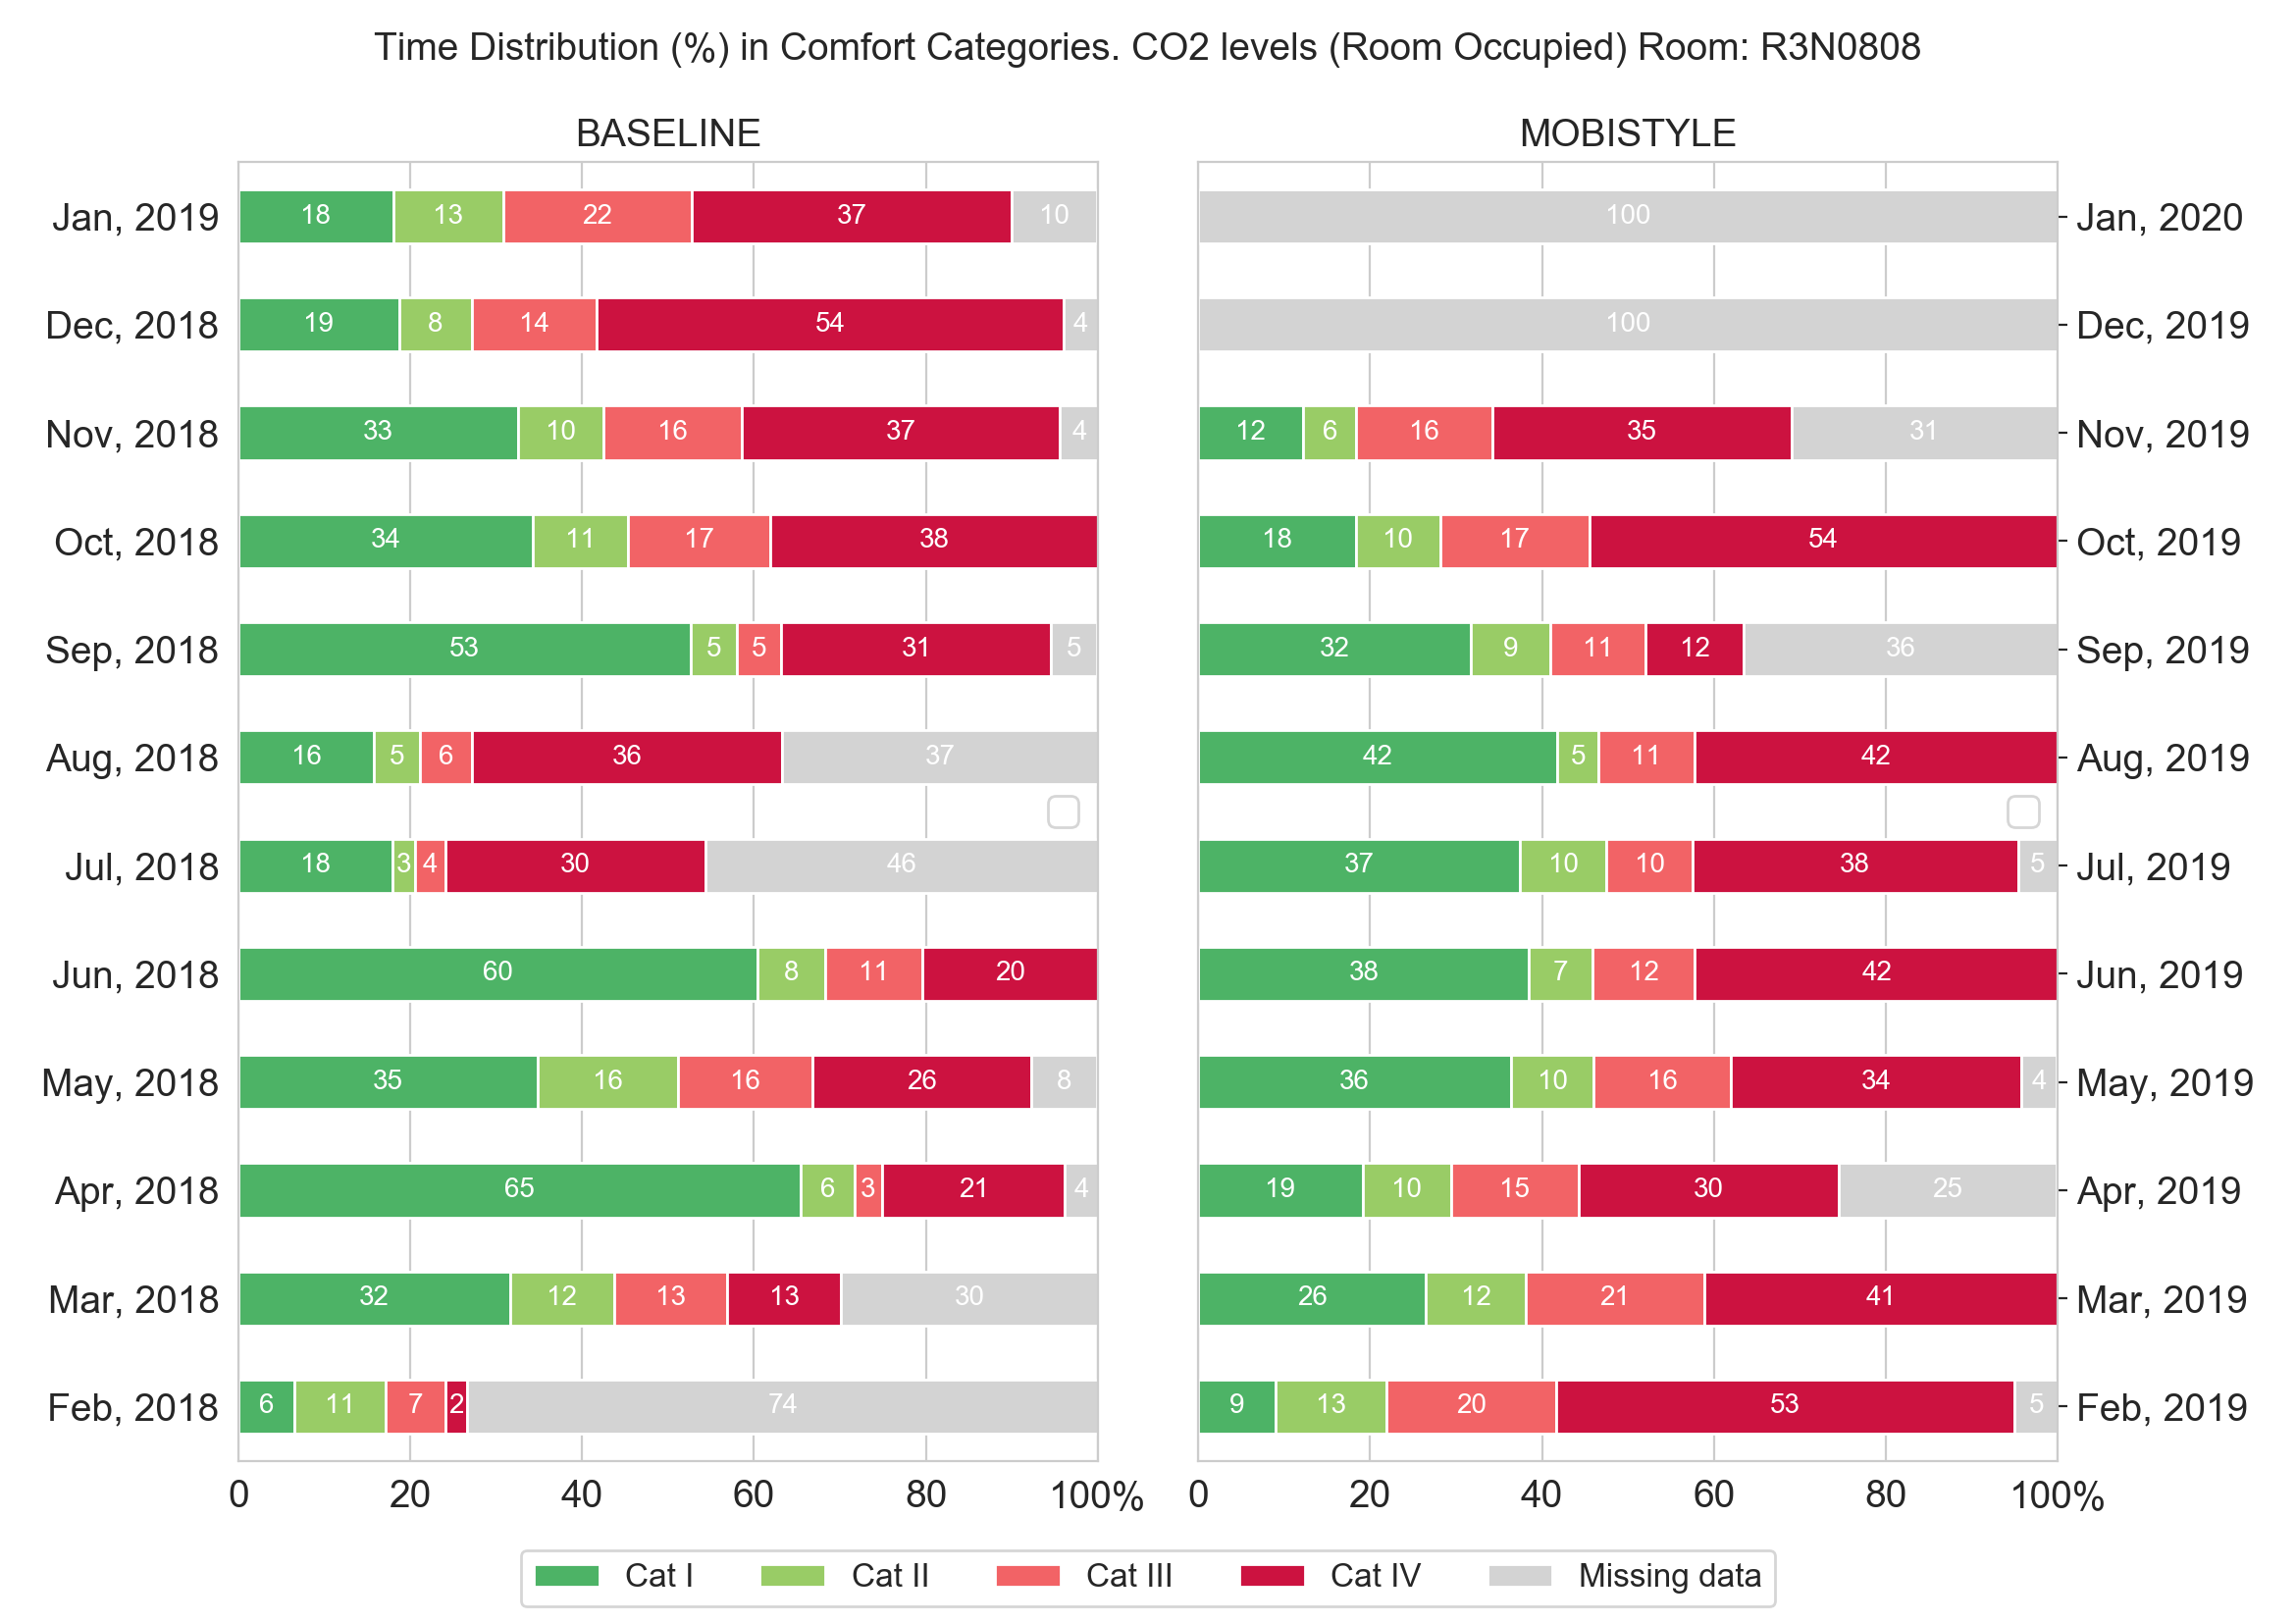 Time Distribution (%) in Comfort Categories. CO2 levels (Room Occupied) Room: R3N0808
BASELINE
MOBISTYLE
Jan, 2019 18 13 22 37 10 100 Jan, 2020
Dec, 2018 19 8 14 54 4 100 Dec, 2019
Nov, 2018 33 10 16 37 4 12 6 16 35 31 Nov, 2019
Oct, 2018 34 11 17 38 18 10 17 54 Oct, 2019
Sep, 2018 53 5 5 31 5 32 9 11 12 36 Sep, 2019
Aug, 2018 16 5 6 36 37 42 5 11 42 Aug, 2019
Jul, 2018 18 3 4 30 46 37 10 10 38 5 Jul, 2019
Jun, 2018 60 8 11 20 38 7 12 42 Jun, 2019
May, 2018 35 16 16 26 8 36 10 16 34 4 May, 2019
Apr, 2018 65 6 3 21 4 19 10 15 30 25 Apr, 2019
Mar, 2018 32 12 13 13 30 26 12 21 41 Mar, 2019
Feb, 2018 6 11 7 2 74 9 13 20 53 5 Feb, 2019
0 20 40 60 80 100% 0 20 40 60 80 100%
Cat I Cat II Cat III Cat IV Missing data